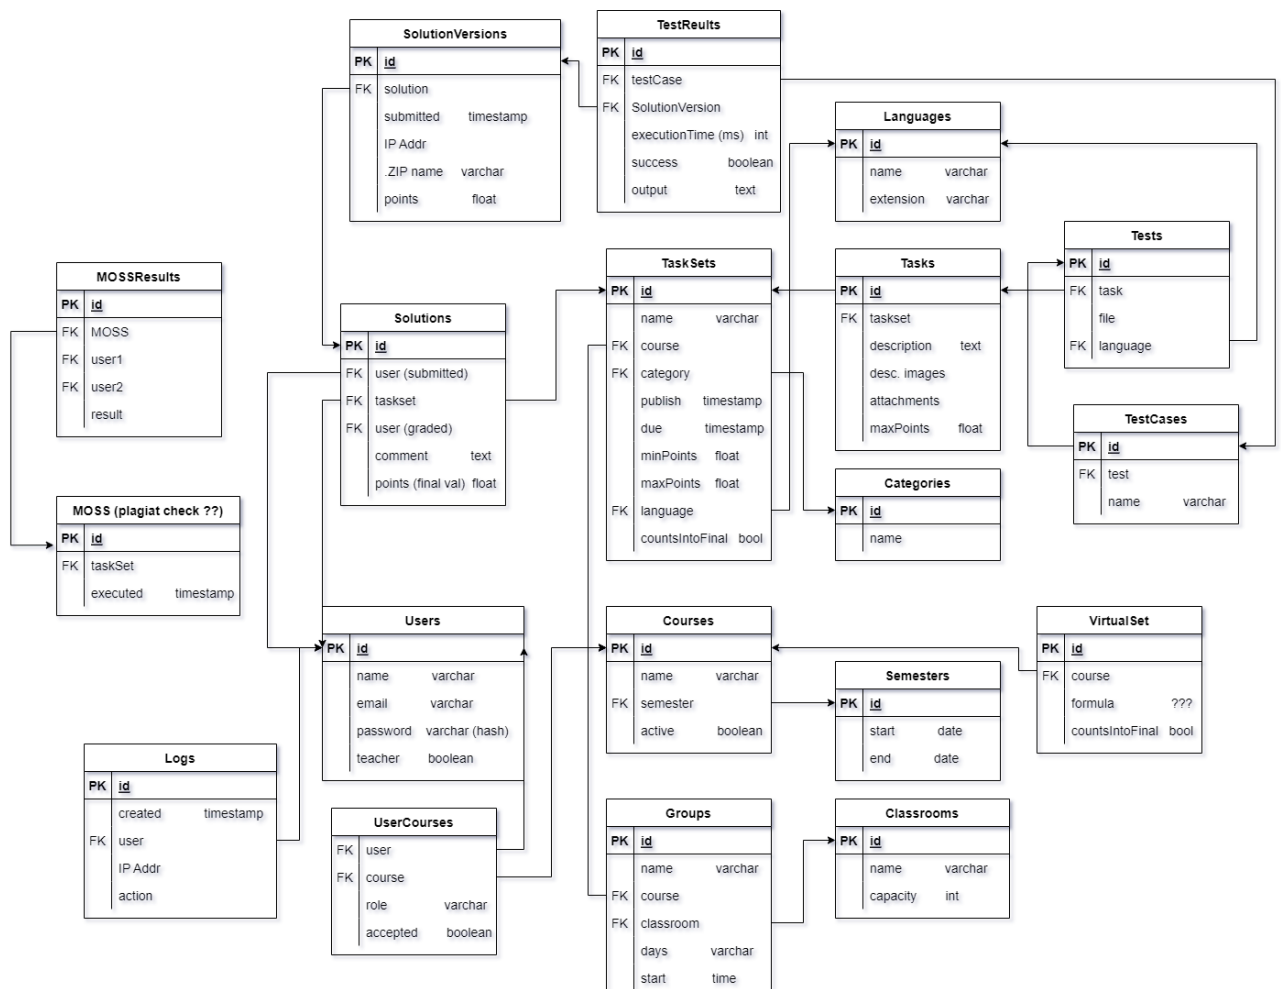 SolutionVersions
PK id
FK solution
submitted timestamp
IP Addr
.ZIP name varchar
points float
TestReults
PK id
FK testCase
FK SolutionVersion
executionTime (ms) int
success boolean
output text
Languages
PK id
name varchar
extension varchar
Tests
PK id
FK task
file
FK language
MOSSResults
PK id
FK MOSS
FK user1
FK user2
result
Solutions
PK id
FK user (submitted)
FK taskset
FK user (graded)
comment text
points (final val) float
TaskSets
PK id
name varchar
FK course
FK category
publish timestamp
due timestamp
minPoints float
maxPoints float
FK language
countsIntoFinal bool
Tasks
PK id
FK taskset
description text
desc. images
attachments
maxPoints float
TestCases
PK id
FK test
name varchar
Categories
PK id
name
MOSS (plagiat check ??)
PK id
FK taskSet
executed timestamp
Users
PK id
name varchar
email varchar
password varchar (hash)
teacher boolean
Courses
PK id
name varchar
FK semester
active boolean
VirtualSet
PK id
FK course
formula ???
countsIntoFinal bool
Semesters
PK id
start date
end date
Logs
PK id
created timestamp
FK user
IP Addr
action
UserCourses
FK user
FK course
role varchar
accepted boolean
Groups
PK id
name varchar
FK course
FK classroom
days varchar
start time
Classrooms
PK id
name varchar
capacity int